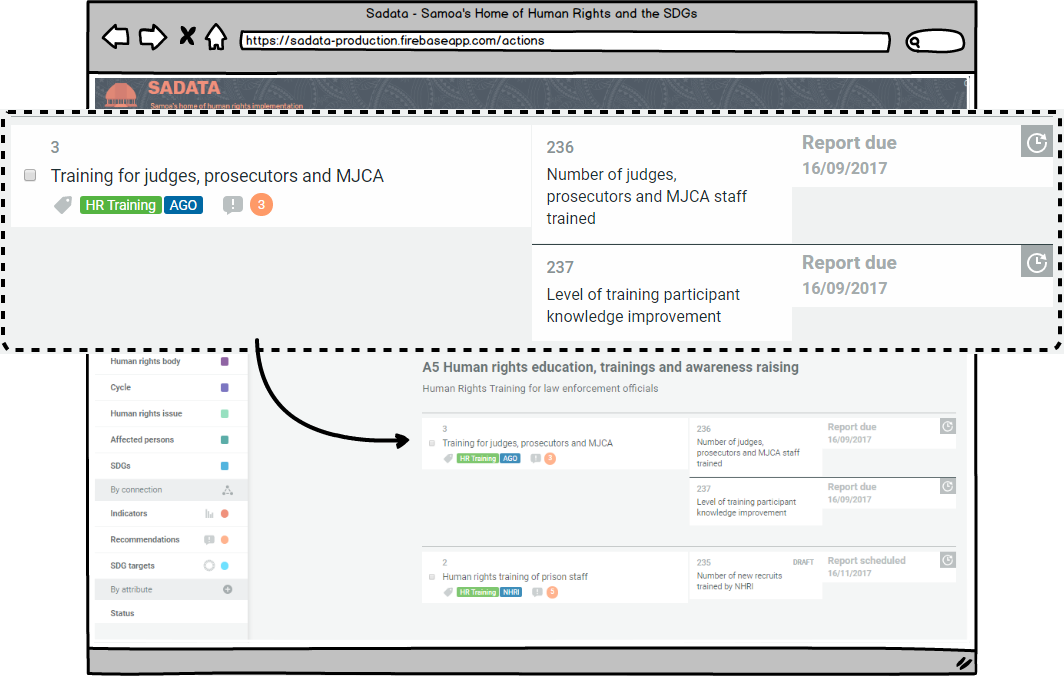 Sadata - Samoa's Home of Human Rights and the SDGs
https://sadata-production.firebaseapp.com/actions
SADATA
Samoa's home of human rights implementation
3
Training for judges, prosecutors and MJCA
HR Training AGO 3
236
Number of judges,
prosecutors and MJCA staff
trained
Report due
16/09/2017
237
Level of training participant
knowledge improvement
Report due
16/09/2017
Human rights body
Cycle
Human rights issue
Affected persons
SDGs
By connection
Indicators
Recommendations
SDG targets
By attribute
Status
A5 Human rights education, trainings and awareness raising
Human Rights Training for law enforcement officials
3
Training for judges, prosecutors and MJCA
HR Training AGO 3
236
Number of judges,
prosecutors and MJCA staff
trained
Report due
16/09/2017
237
Level of training participant
knowledge improvement
Report due
16/09/2017
2
Human rights training of prison staff
HR Training NHRI 5
235 DRAFT
Number of new recruits
trained by NHRI
Report scheduled
16/11/2017